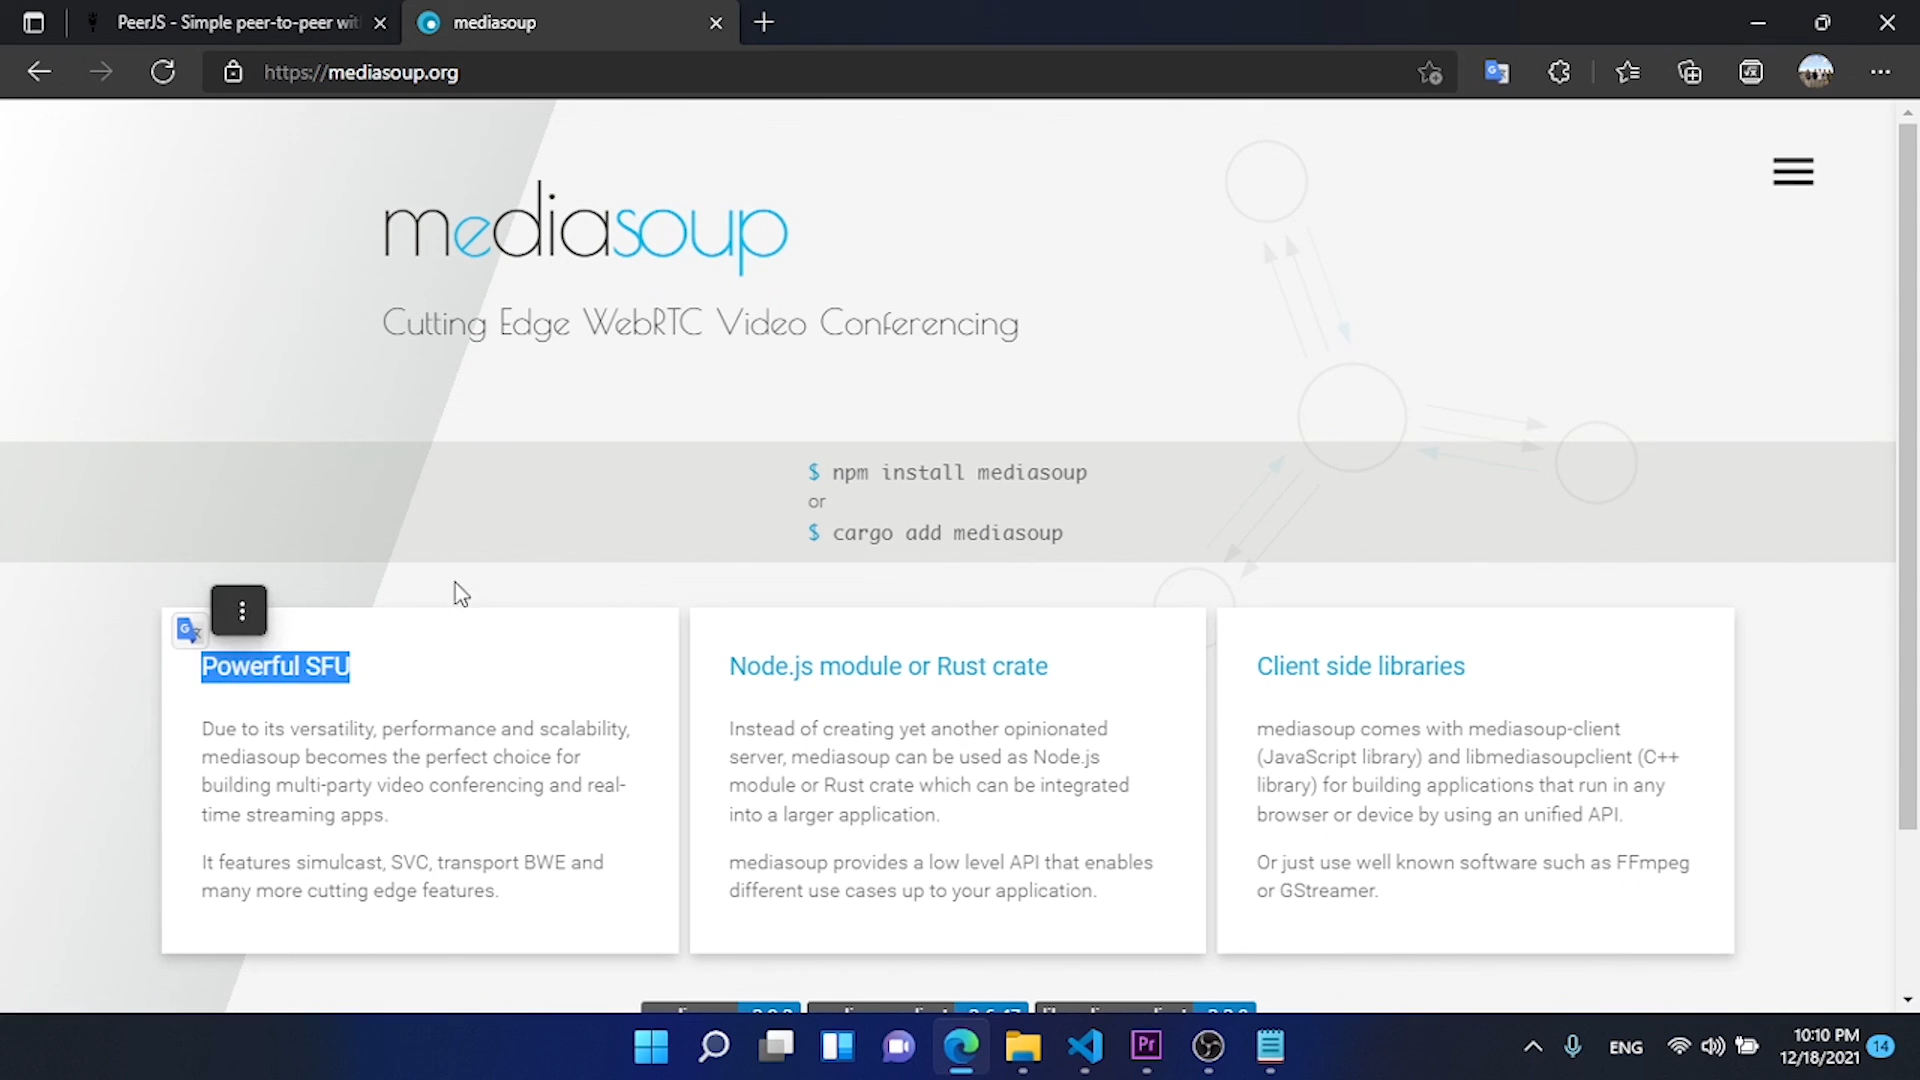 PeerJS - Simple peer-to-peer wit
mediasoup
https://mediasoup.org
mediasoup
Cutting Edge WebRTC Video Conferencing
$ npm install mediasoup
or
$ cargo add mediasoup
Powerful SFU
Due to its versatility, performance and scalability,
mediasoup becomes the perfect choice for
building multi-party video conferencing and real-
time streaming apps.
It features simulcast, SVC, transport BWE and
many more cutting edge features.
Node.js module or Rust crate
Instead of creating yet another opinionated
server, mediasoup can be used as Node.js
module or Rust crate which can be integrated
into a larger application.
mediasoup provides a low level API that enables
different use cases up to your application.
Client side libraries
mediasoup comes with mediasoup-client
(JavaScript library) and libmediasoupclient (C++
library) for building applications that run in any
browser or device by using an unified API.
Or just use well known software such as FFmpeg
or GStreamer.
Pr
ENG
10:10 PM
12/18/2021
14